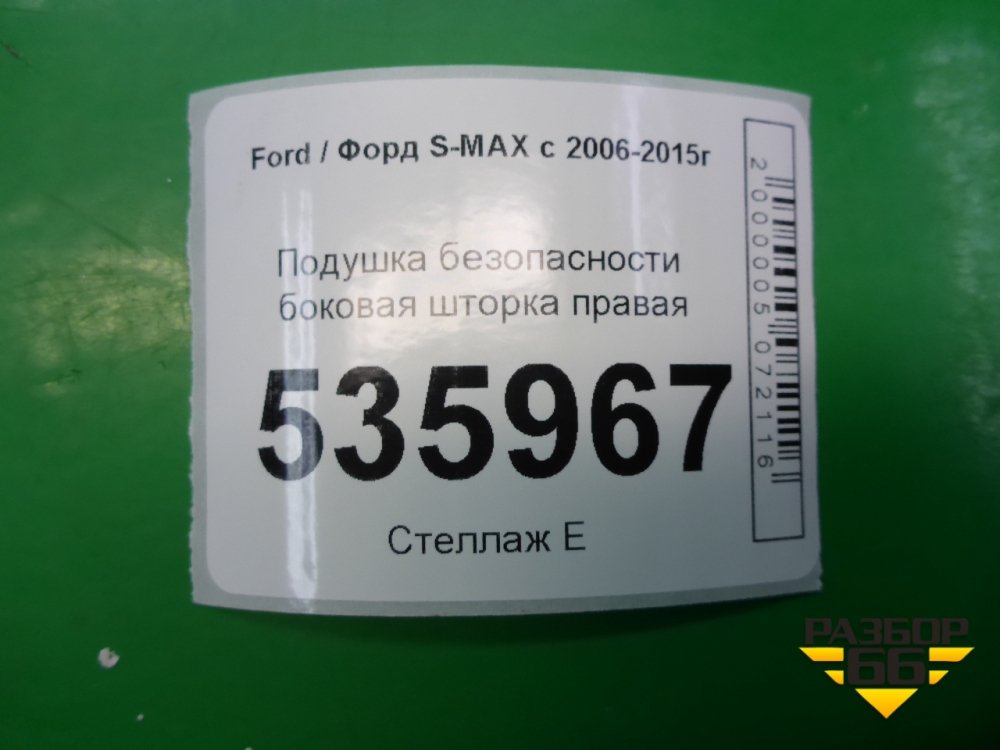 Ford / Форд S-MAX с 2006-2015г
Подушка безопасности
боковая шторка правая
535967
Стеллаж Е
2000005072116
РАЗБОР
66